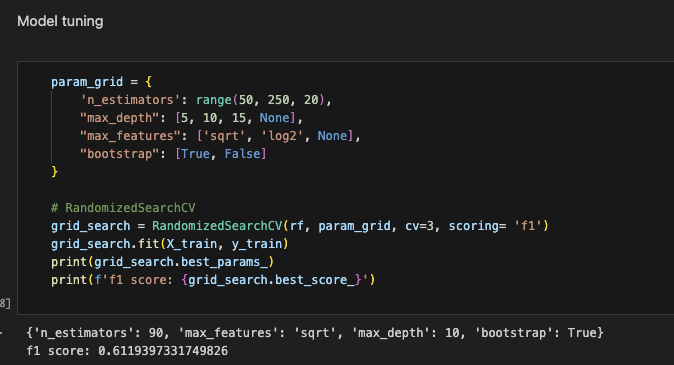 Model tuning
param_grid = {
'n_estimators': range(50, 250, 20),
"max_depth": [5, 10, 15, None],
"max_features": ['sqrt', 'log2', None],
"bootstrap": [True, False]
}
# RandomizedSearchCV
grid_search = RandomizedSearchCV(rf, param_grid, cv=3, scoring= 'f1')
grid_search.fit(X_train, y_train)
print(grid_search.best_params_)
print(f'f1 score: {grid_search.best_score_}')
8]
{'n_estimators': 90, 'max_features': 'sqrt', 'max_depth': 10, 'bootstrap': True}
f1 score: 0.6119397331749826